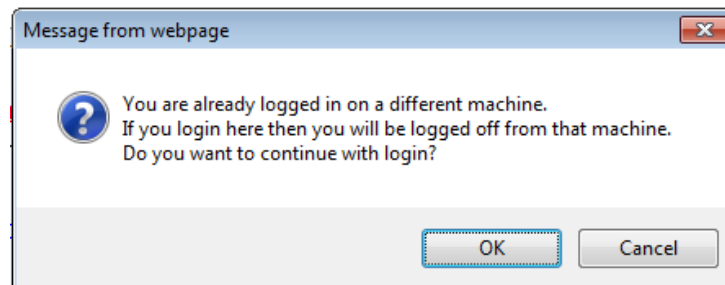 Message from webpage
You are already logged in on a different machine.
If you login here then you will be logged off from that machine.
Do you want to continue with login?
OK
Cancel